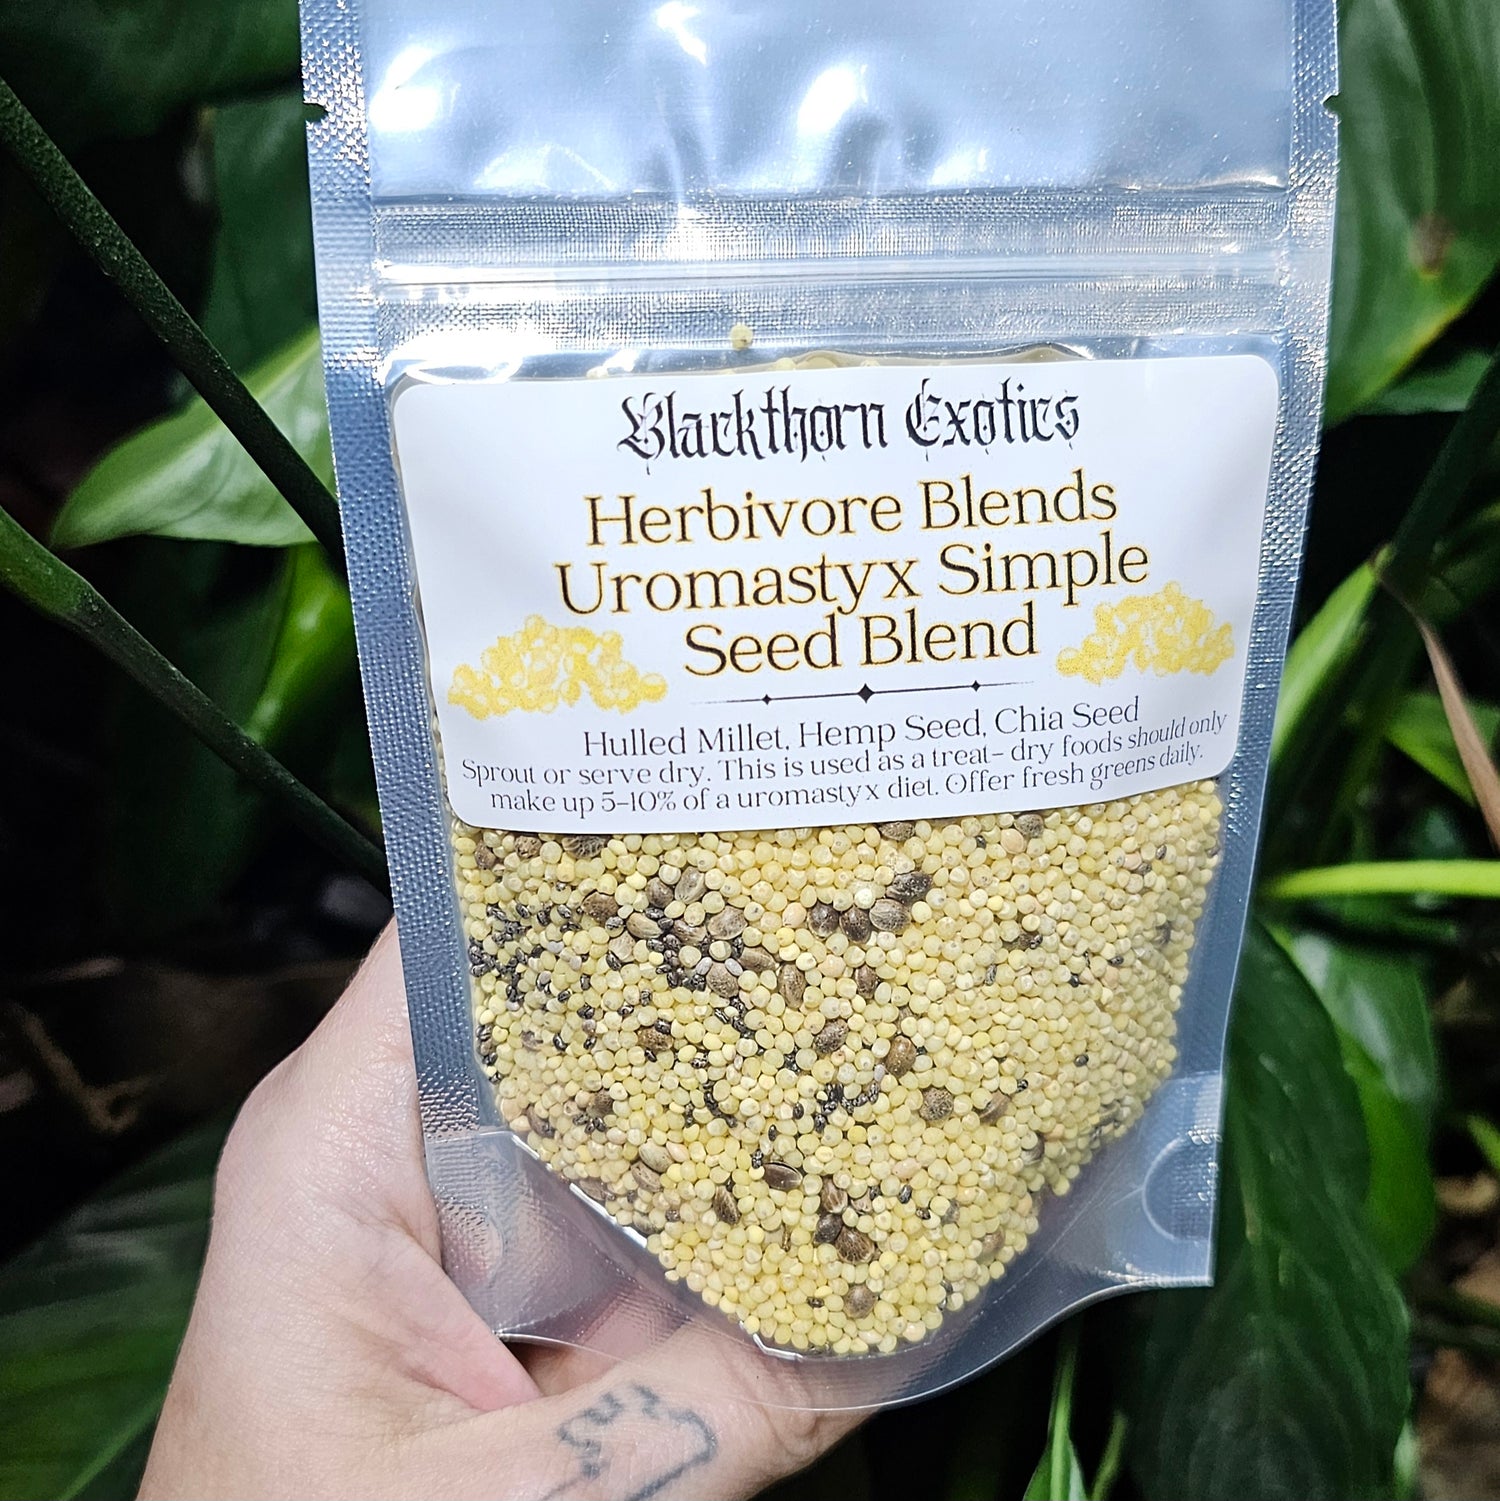 Blackthorn Exotics
Herbivore Blends
Uromastyx Simple
Seed Blend
Hulled Millet, Hemp Seed, Chia Seed
Sprout or serve dry. This is used as a treat- dry foods should only
make up 5-10% of a uromastyx diet. Offer fresh greens daily.